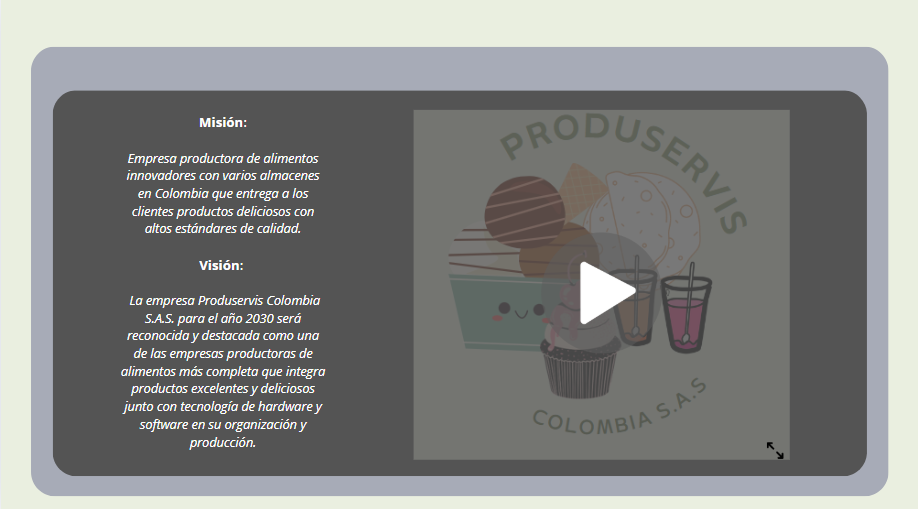 Misión:
Empresa productora de alimentos
innovadores con varios almacenes
en Colombia que entrega a los
clientes productos deliciosos con
altos estándares de calidad.
Visión:
La empresa Produservis Colombia
S.A.S. para el año 2030 será
reconocida y destacada como una
de las empresas productoras de
alimentos más completa que integra
productos excelentes y deliciosos
junto con tecnología de hardware y
software en su organización y
producción.
PRODUSERVIS
COLOMBIA S.A.S